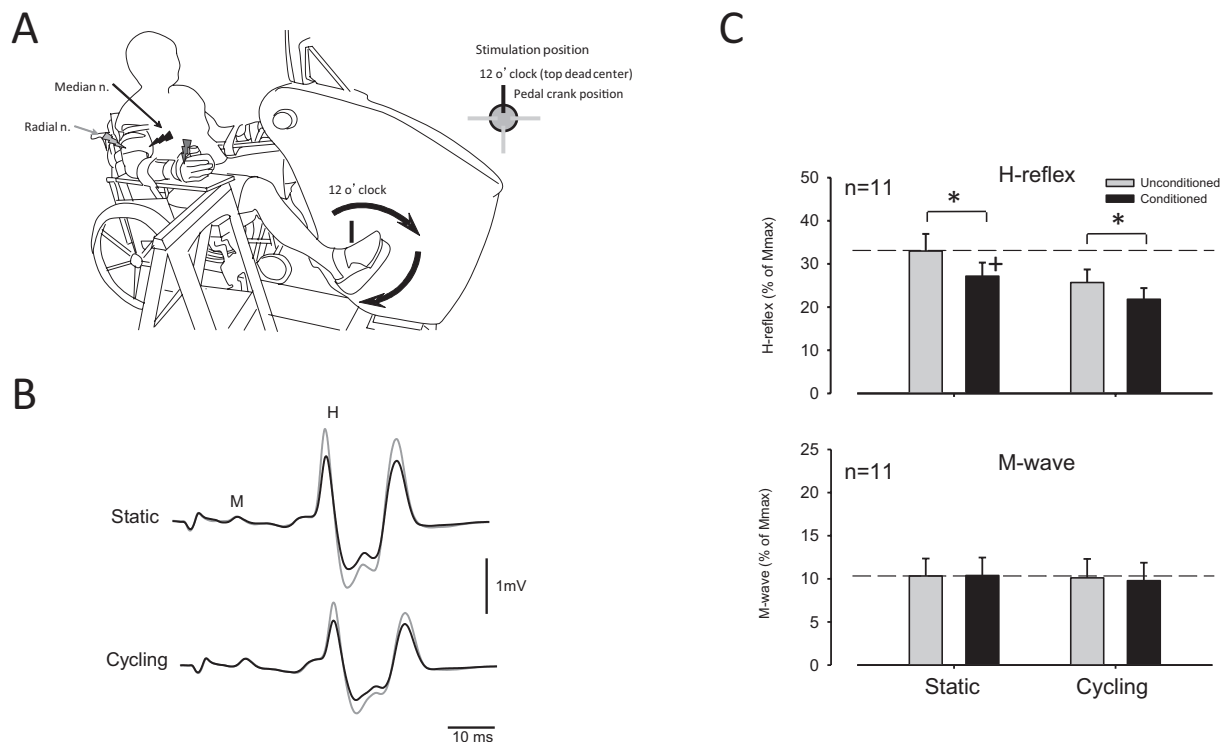 A
Stimulation position
12 o' clock (top dead center)
Pedal crank position
Median n.
Radial n.
12 o' clock
B
H
M
Static
1mV
Cycling
10 ms
C
H-reflex
n=11
Unconditioned
Conditioned
*
*
+
H-reflex (% of Mmax)
50
40
30
20
10
0
M-wave
n=11
M-wave (% of Mmax)
25
20
15
10
5
0
Static
Cycling